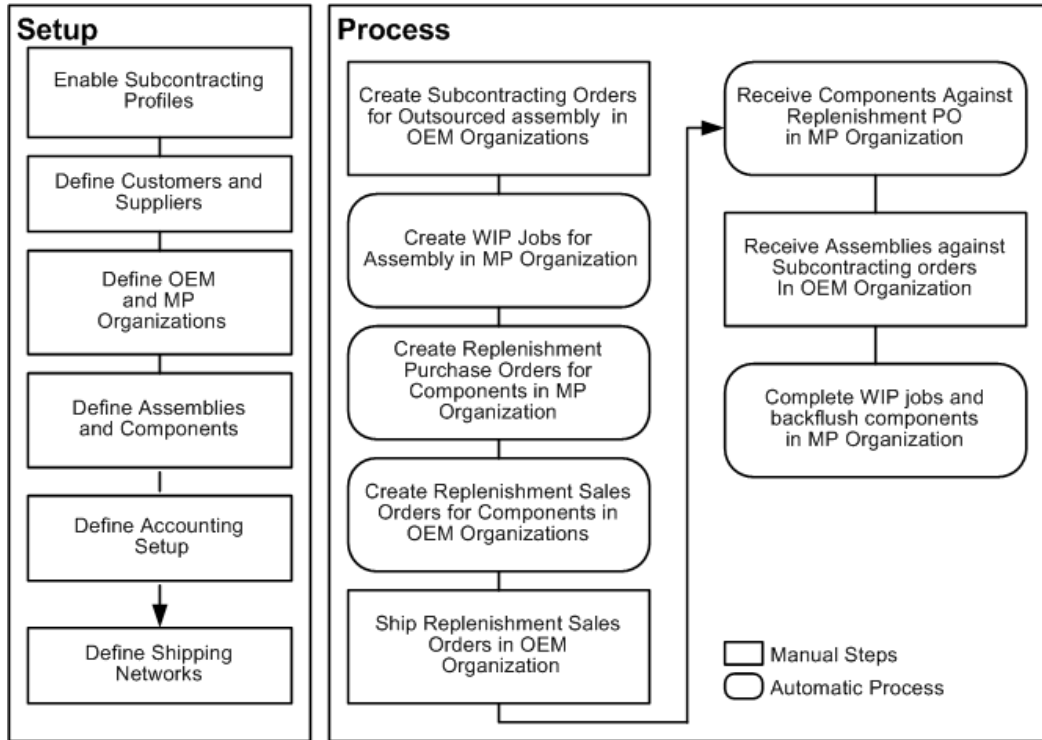 Setup
Enable Subcontracting
Profiles
Define Customers and
Suppliers
Define OEM
and MP
Organizations
Define Assemblies
and Components
Define Accounting
Setup
Define Shipping
Networks
Process
Create Subcontracting Orders
for Outsourced assembly in
OEM Organizations
Create WIP Jobs for
Assembly in MP Organization
Create Replenishment
Purchase Orders for
Components in MP
Organization
Create Replenishment Sales
Orders for Components in
OEM Organizations
Ship Replenishment Sales
Orders in OEM
Organization
Receive Components Against
Replenishment PO
in MP Organization
Receive Assemblies against
Subcontracting orders
In OEM Organization
Complete WIP jobs and
backflush components
in MP Organization
Manual Steps
Automatic Process